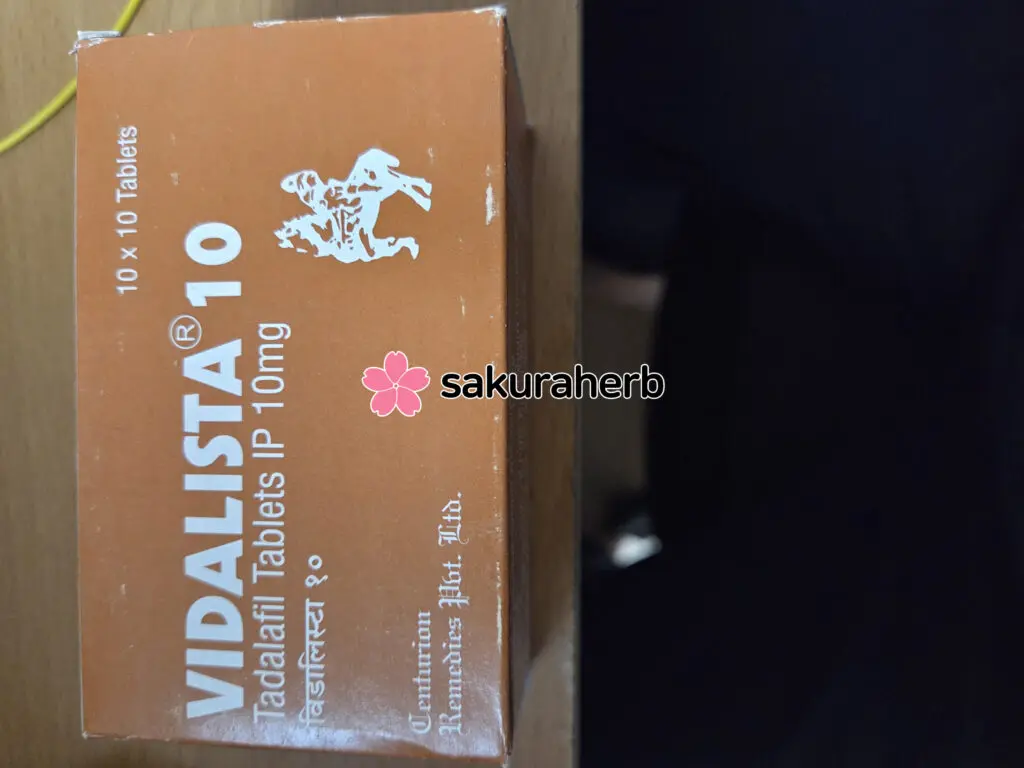 10 x 10 Tablets
VIDALISTA® 10
Tadalafil Tablets IP 10mg
विडालिस्टा १०
Centurion
Remedies Pvt. Ltd.
sakuraherb